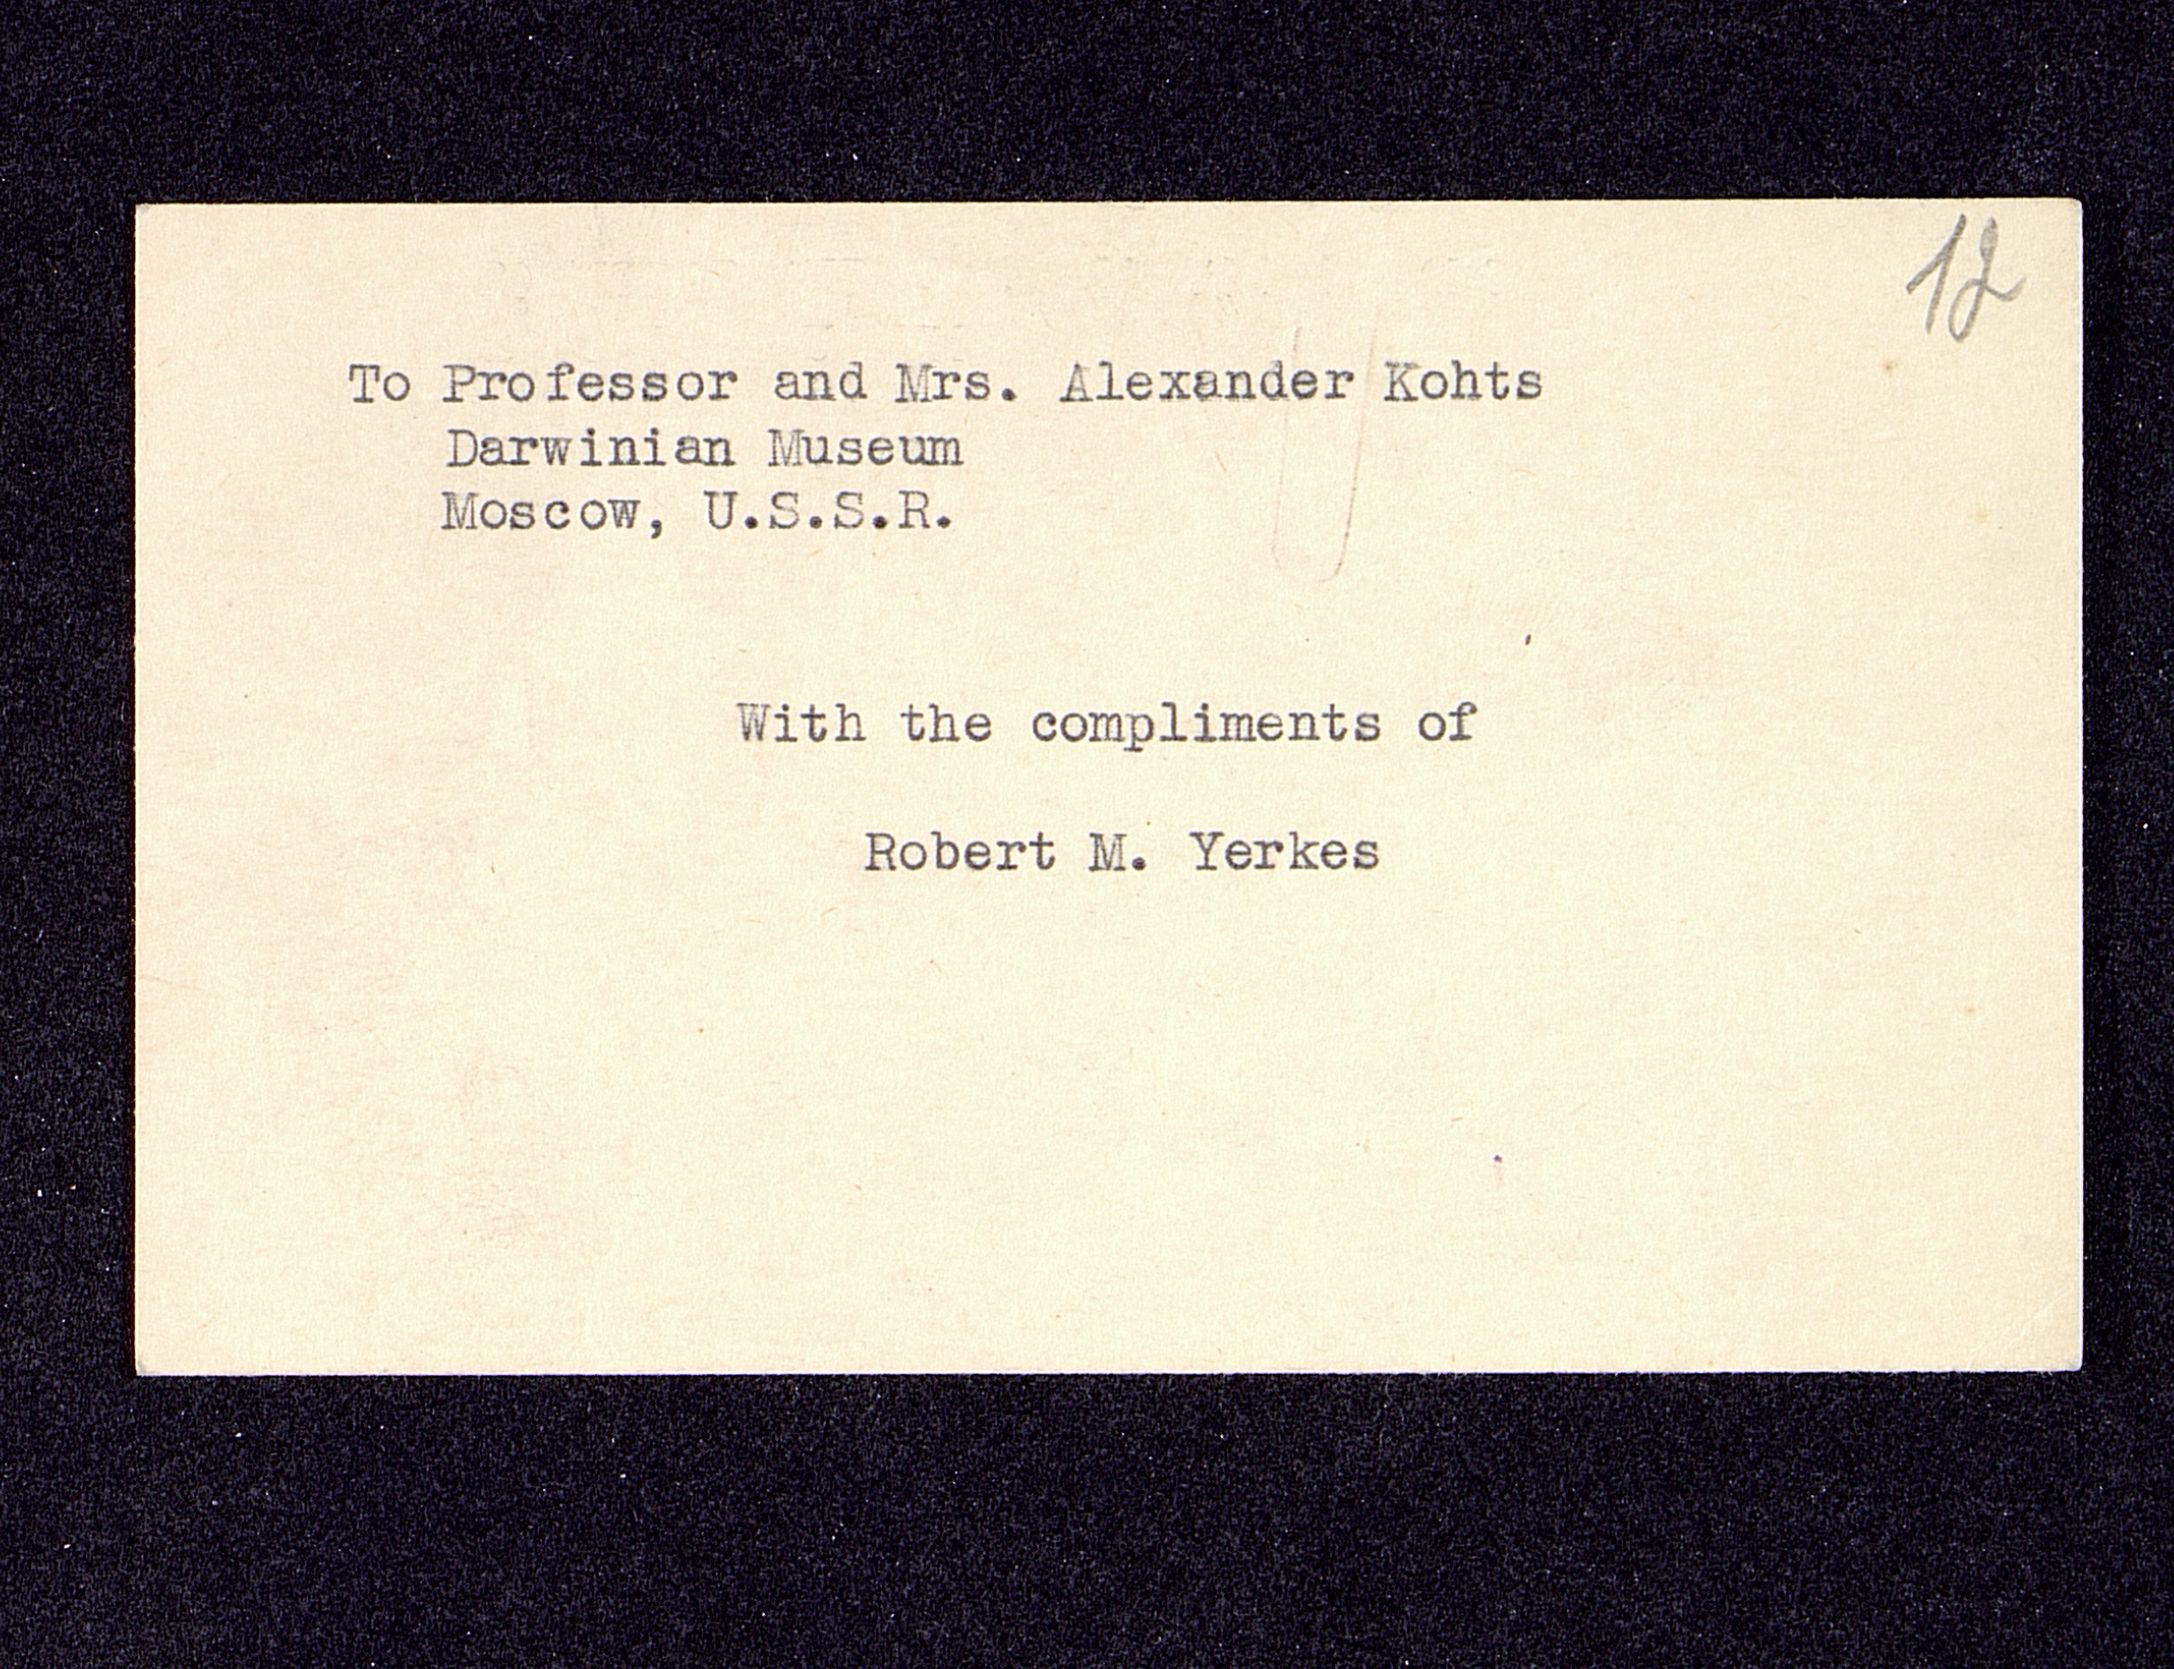 12
To Professor and Mrs. Alexander Kohts
Darwinian Museum
Moscow, U.S.S.R.
With the compliments of
Robert M. Yerkes